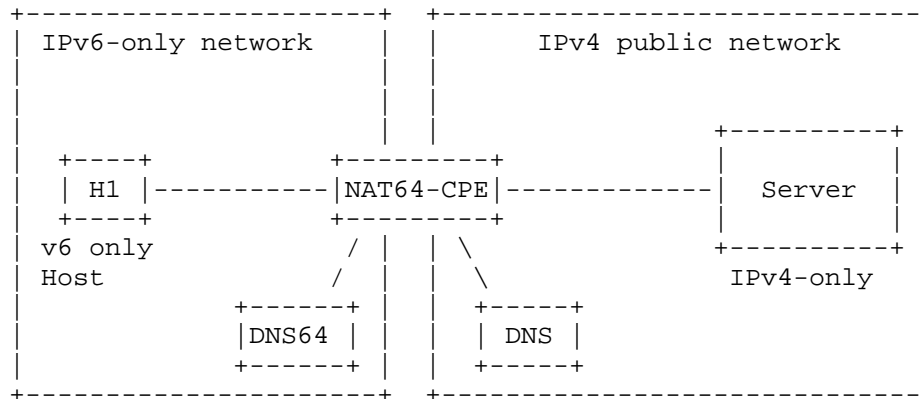 IPv6-only network IPv4 public network
H1 NAT64-CPE Server
v6 only
Host IPv4-only
DNS64 DNS